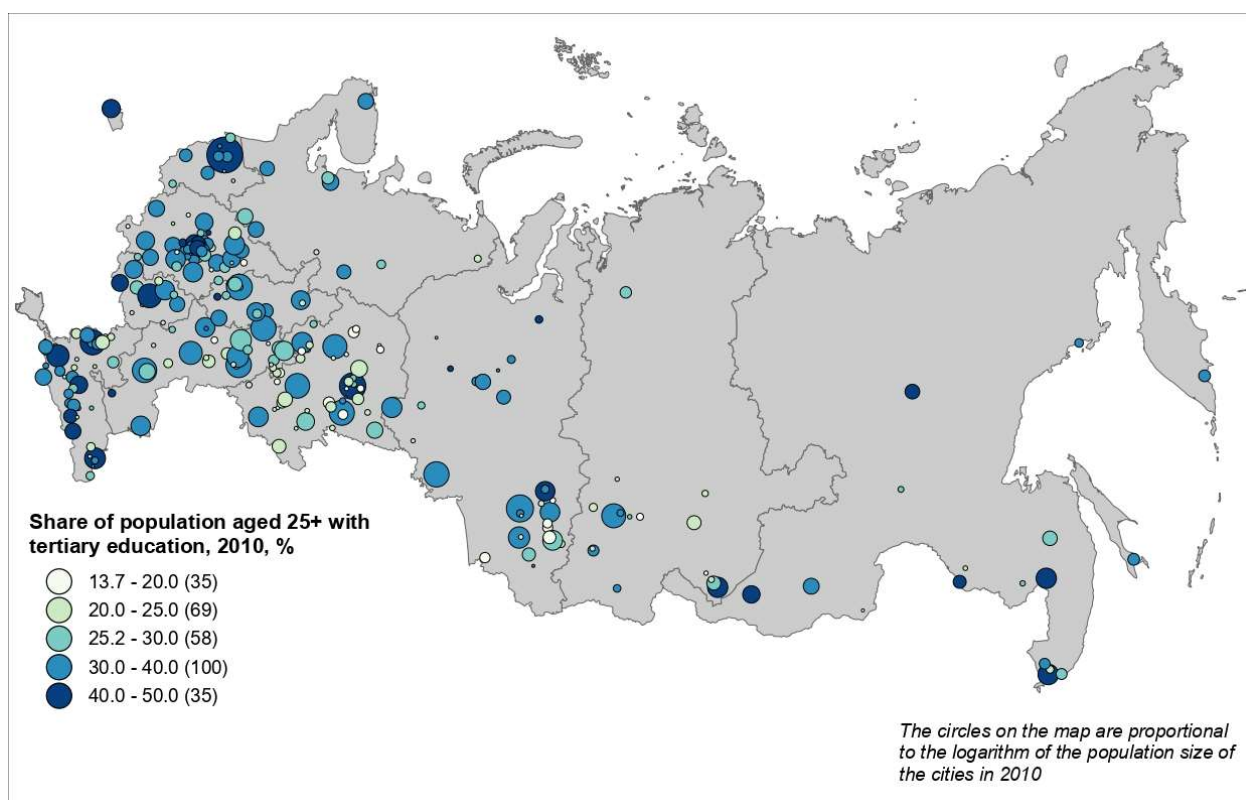 Share of population aged 25+ with
tertiary education, 2010, %
13.7 - 20.0 (35)
20.0 - 25.0 (69)
25.2 - 30.0 (58)
30.0 - 40.0 (100)
40.0 - 50.0 (35)
The circles on the map are proportional
to the logarithm of the population size of
the cities in 2010